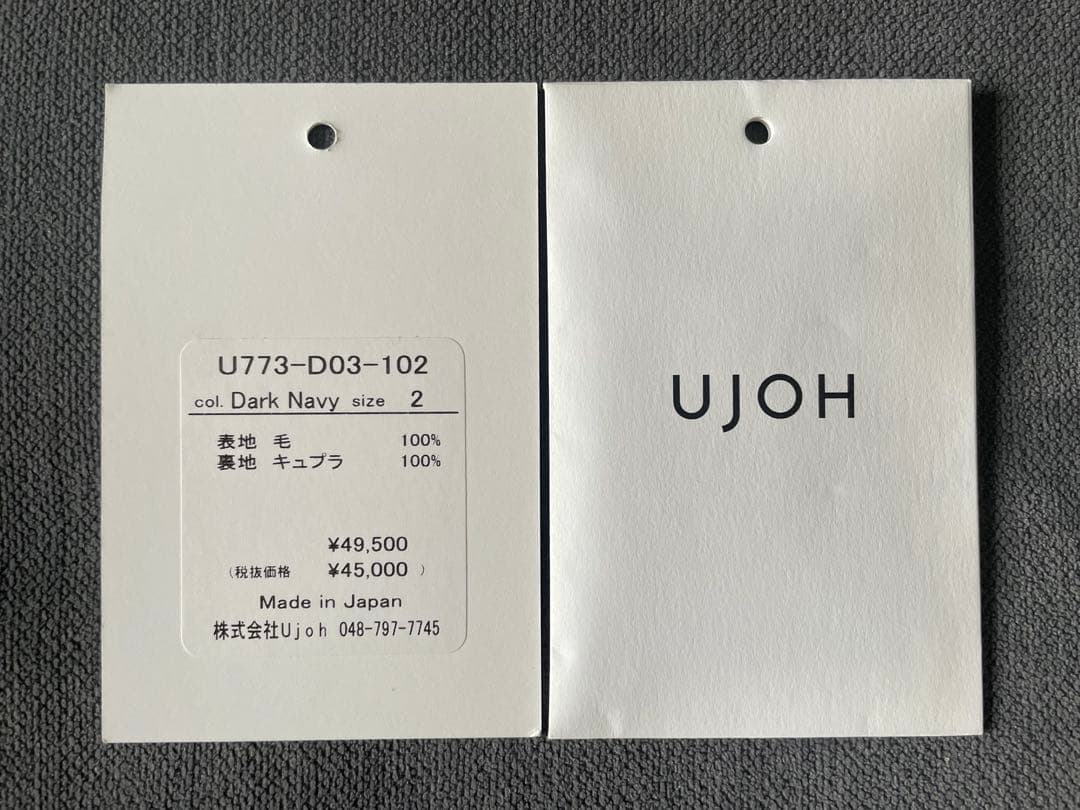 U773-D03-102
col. Dark Navy size 2
表地 毛 100%
裏地 キュプラ 100%
¥49,500
(税抜価格 ¥45,000 )
Made in Japan
株式会社Ujoh 048-797-7745
UJOH